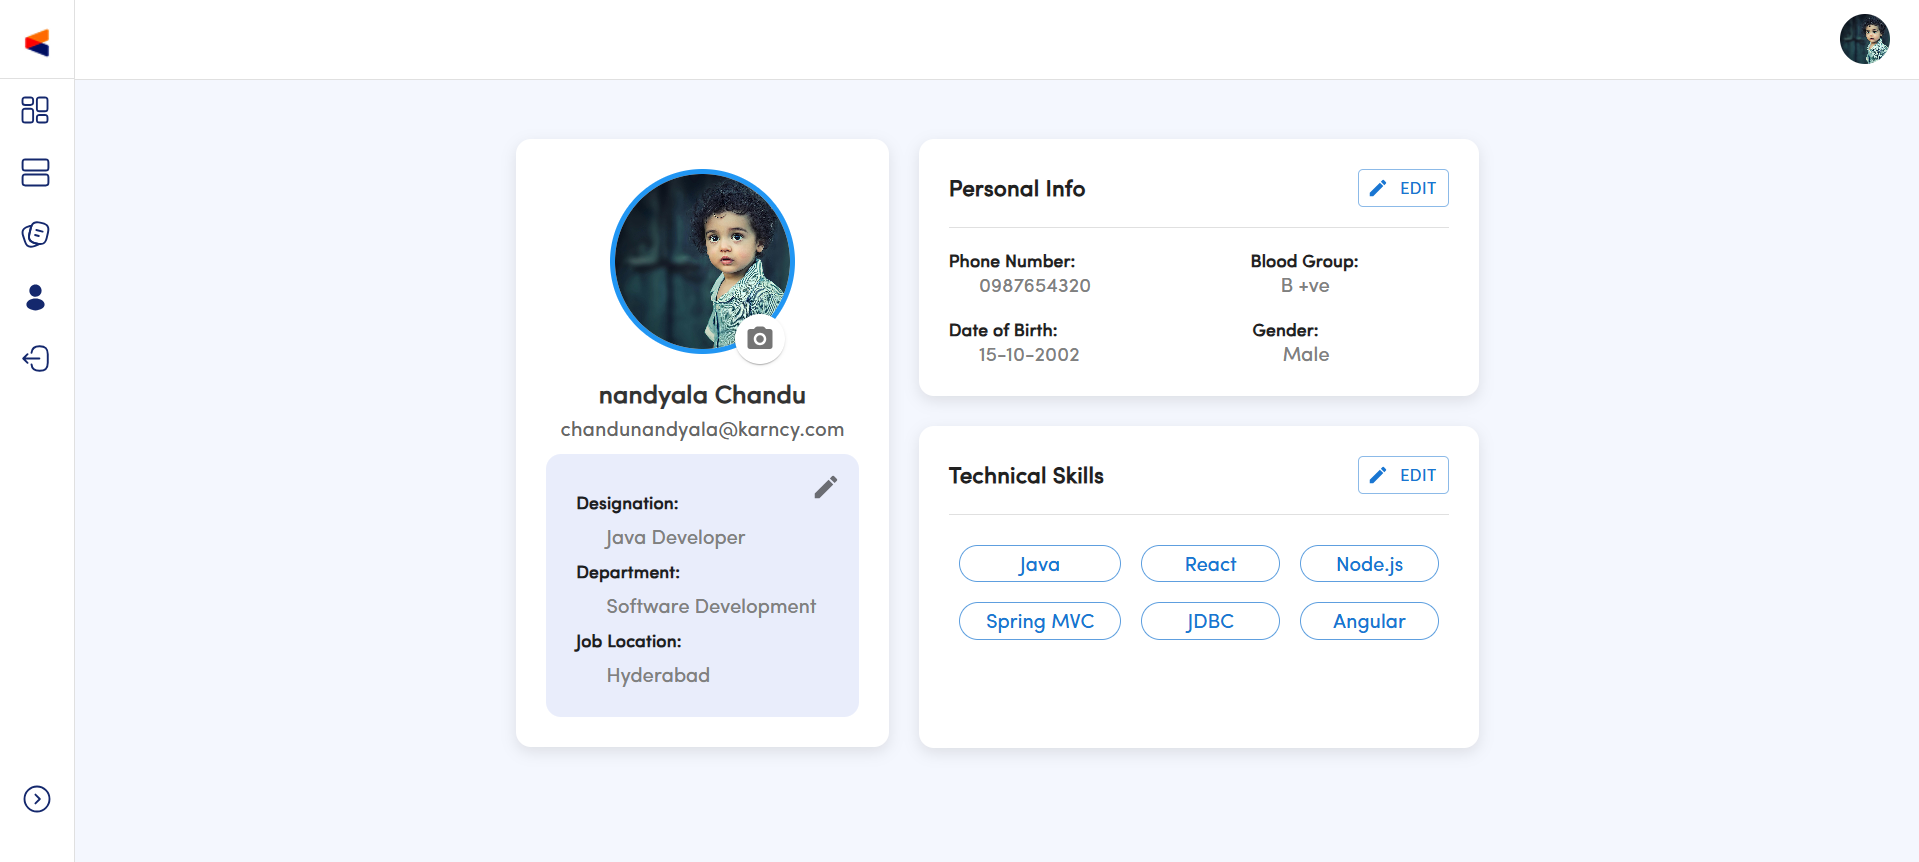 nandyala Chandu
chandunandyala@karncy.com
Designation:
Java Developer
Department:
Software Development
Job Location:
Hyderabad
Personal Info
EDIT
Phone Number:
0987654320
Blood Group:
B +ve
Date of Birth:
15-10-2002
Gender:
Male
Technical Skills
EDIT
Java
React
Node.js
Spring MVC
JDBC
Angular